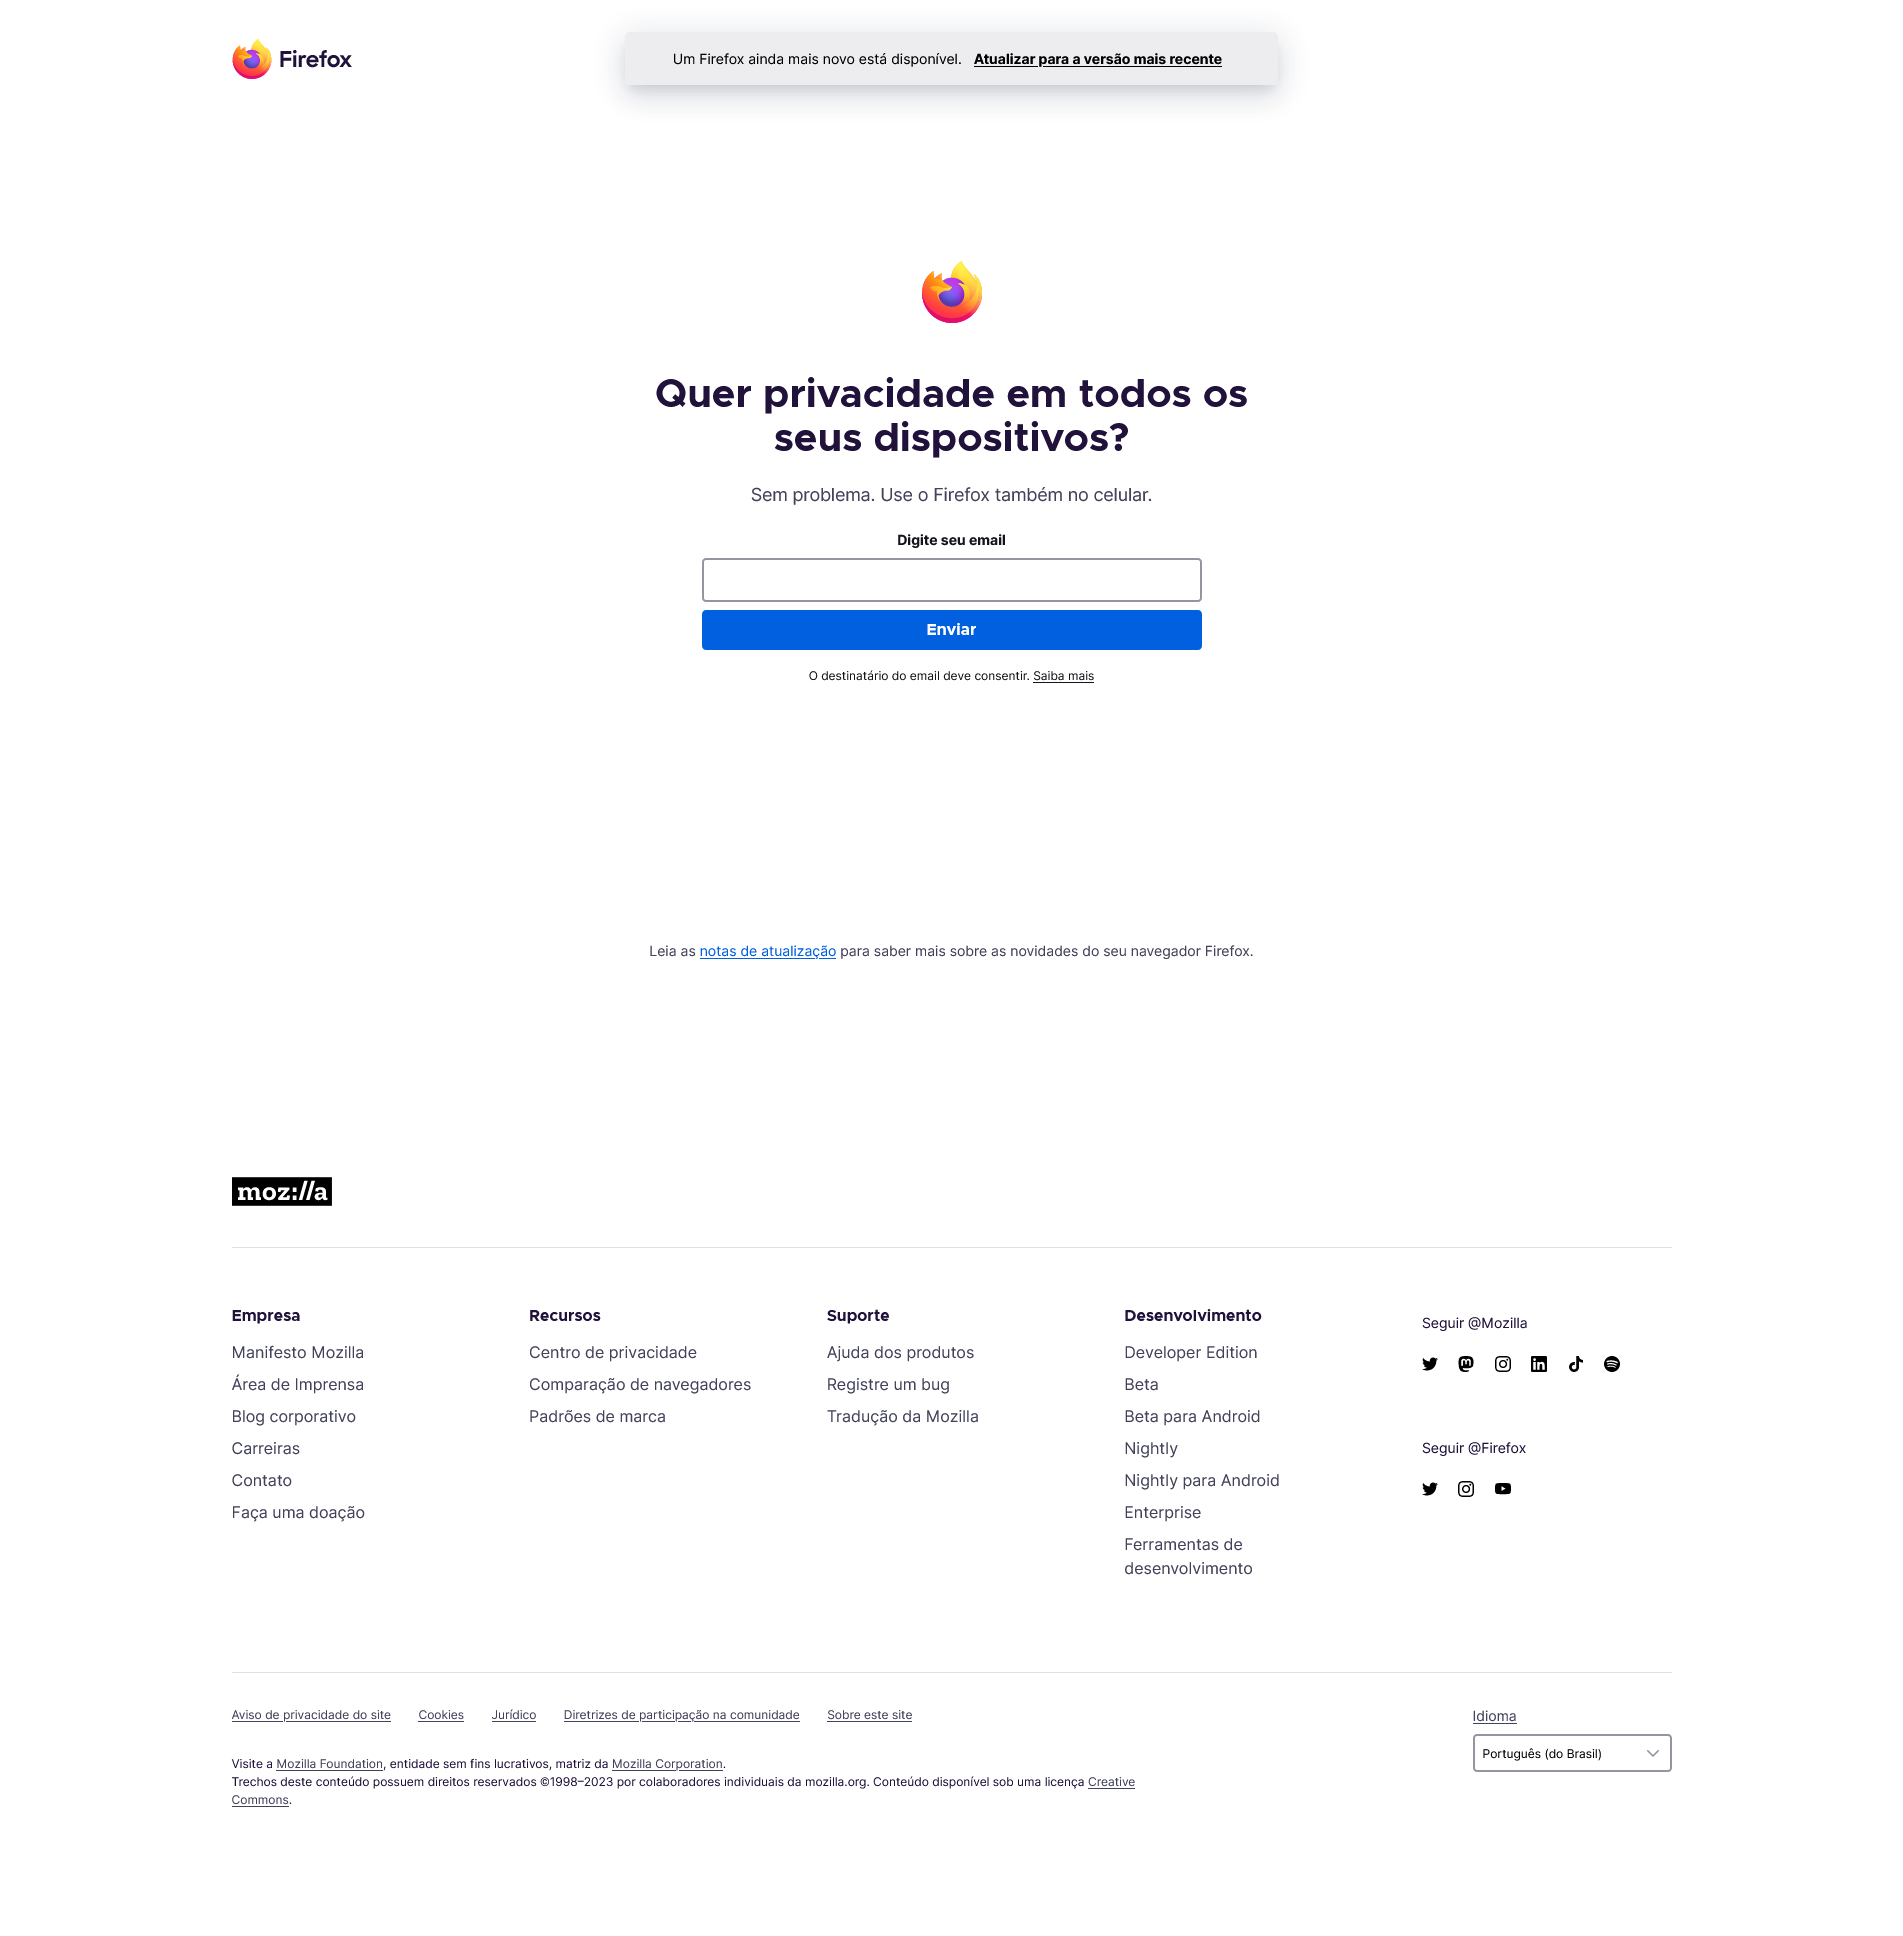 Firefox
Um Firefox ainda mais novo está disponível. Atualizar para a versão mais recente
Quer privacidade em todos os
seus dispositivos?
Sem problema. Use o Firefox também no celular.
Digite seu email
Enviar
O destinatário do email deve consentir. Saiba mais
Leia as notas de atualização para saber mais sobre as novidades do seu navegador Firefox.
moz://a
Empresa
Manifesto Mozilla
Área de Imprensa
Blog corporativo
Carreiras
Contato
Faça uma doação
Recursos
Centro de privacidade
Comparação de navegadores
Padrões de marca
Suporte
Ajuda dos produtos
Registre um bug
Tradução da Mozilla
Desenvolvimento
Developer Edition
Beta
Beta para Android
Nightly
Nightly para Android
Enterprise
Ferramentas de
desenvolvimento
Seguir @Mozilla
Seguir @Firefox
Aviso de privacidade do site Cookies Jurídico Diretrizes de participação na comunidade Sobre este site
Visite a Mozilla Foundation, entidade sem fins lucrativos, matriz da Mozilla Corporation.
Trechos deste conteúdo possuem direitos reservados ©1998–2023 por colaboradores individuais da mozilla.org. Conteúdo disponível sob uma licença Creative
Commons.
Idioma
Português (do Brasil)